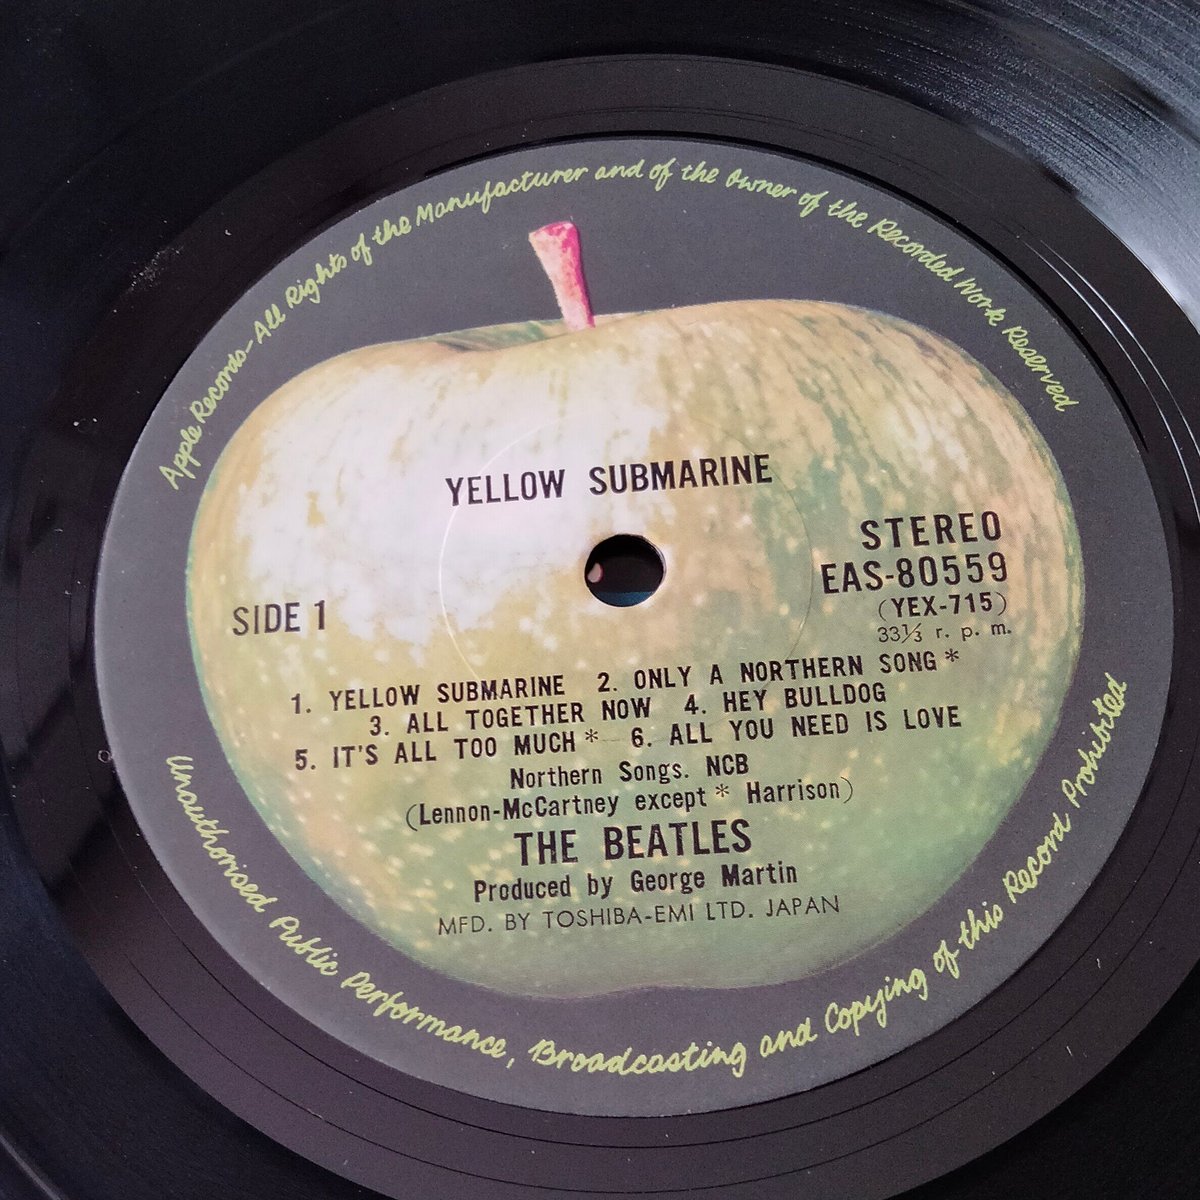 Apple Records-All Rights of the Manufacturer and of the Owner of the Recorded Work Reserved
YELLOW SUBMARINE
STEREO
EAS-80559
(YEX-715)
33⅓ r. p. m.
SIDE 1
1. YELLOW SUBMARINE 2. ONLY A NORTHERN SONG *
3. ALL TOGETHER NOW 4. HEY BULLDOG
5. IT'S ALL TOO MUCH * 6. ALL YOU NEED IS LOVE
Northern Songs. NCB
(Lennon-McCartney except * Harrison)
THE BEATLES
Produced by George Martin
MFD. BY TOSHIBA-EMI LTD. JAPAN
Unauthorised Public Performance, Broadcasting and Copying of this Record Prohibited